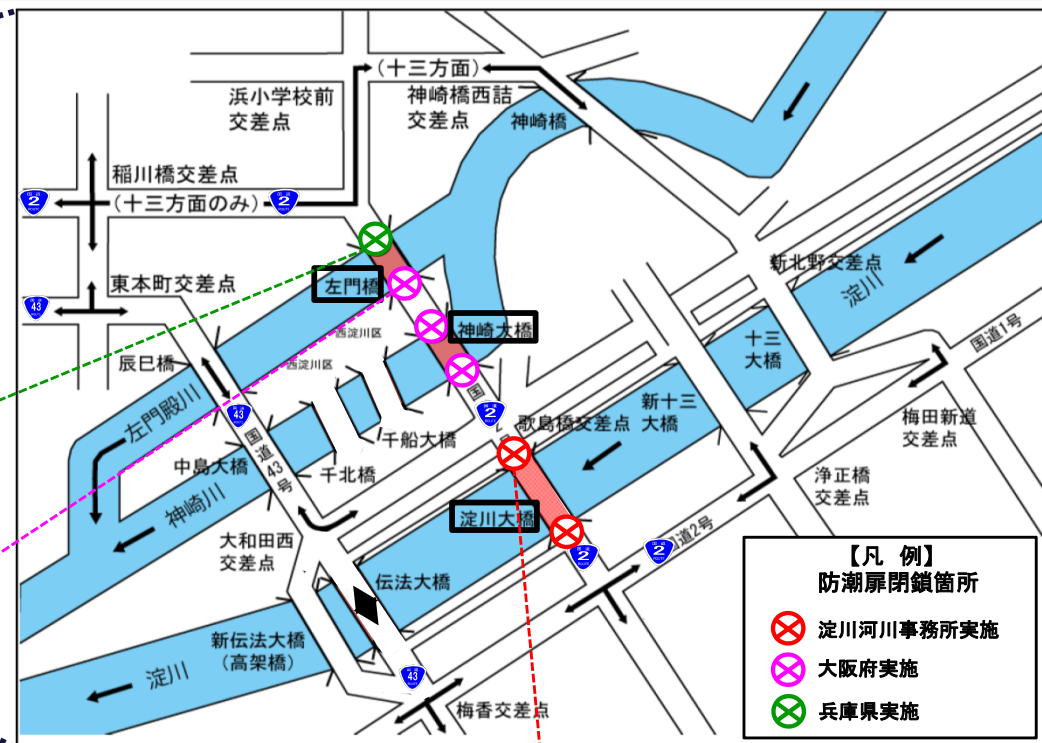 (十三方面)
浜小学校前
交差点
神崎橋西詰
交差点
神崎橋
稲川橋交差点
2
(十三方面のみ)
2
東本町交差点
43
左門橋
新北野交差点
淀川
国道1号
西淀川区
神崎大橋
西淀川区
十三
大橋
辰巳橋
43
2
新十三
大橋
歌島橋交差点
梅田新道
交差点
左門殿川
国道43号
千船大橋
中島大橋
千北橋
浄正橋
交差点
神崎川
淀川大橋
大和田西
交差点
国道2号
2
2
伝法大橋
新伝法大橋
(高架橋)
淀川
43
梅香交差点
【凡 例】
防潮扉閉鎖箇所
淀川河川事務所実施
大阪府実施
兵庫県実施